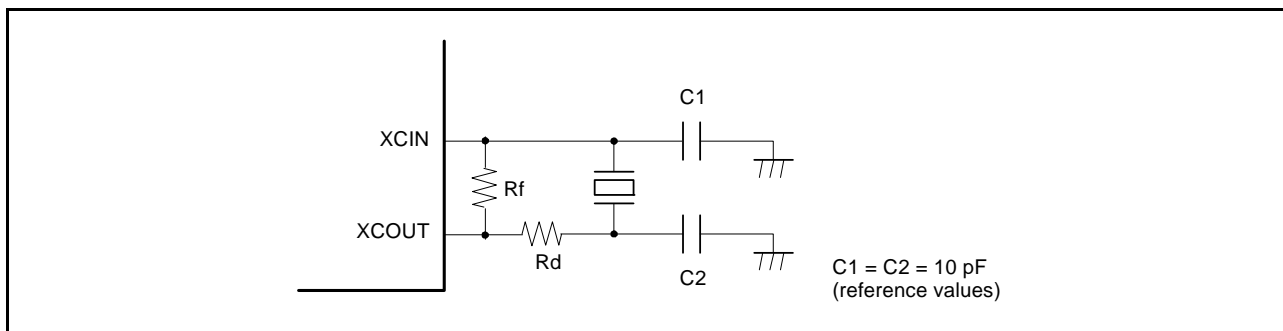 C1
XCIN
Rf
XCOUT
Rd
C2
C1 = C2 = 10 pF
(reference values)